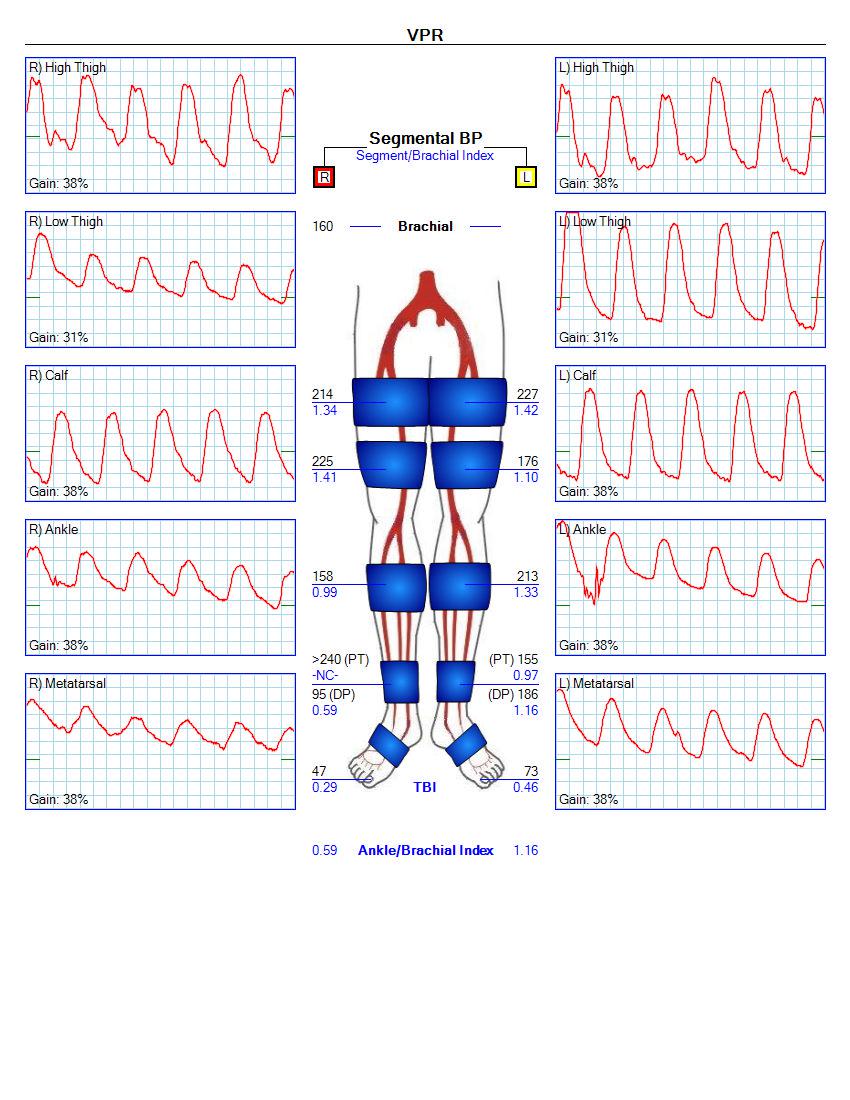 VPR
R) High Thigh
Gain: 38%
R) Low Thigh
Gain: 31%
R) Calf
Gain: 38%
R) Ankle
Gain: 38%
R) Metatarsal
Gain: 38%
Segmental BP
Segment/Brachial Index
R L
160 Brachial
214 227
1.34 1.42
225 176
1.41 1.10
158 213
0.99 1.33
>240 (PT) (PT) 155
-NC- 0.97
95 (DP) (DP) 186
0.59 1.16
47 73
0.29 TBI 0.46
0.59 Ankle/Brachial Index 1.16
L) High Thigh
Gain: 38%
L) Low Thigh
Gain: 31%
L) Calf
Gain: 38%
L) Ankle
Gain: 38%
L) Metatarsal
Gain: 38%